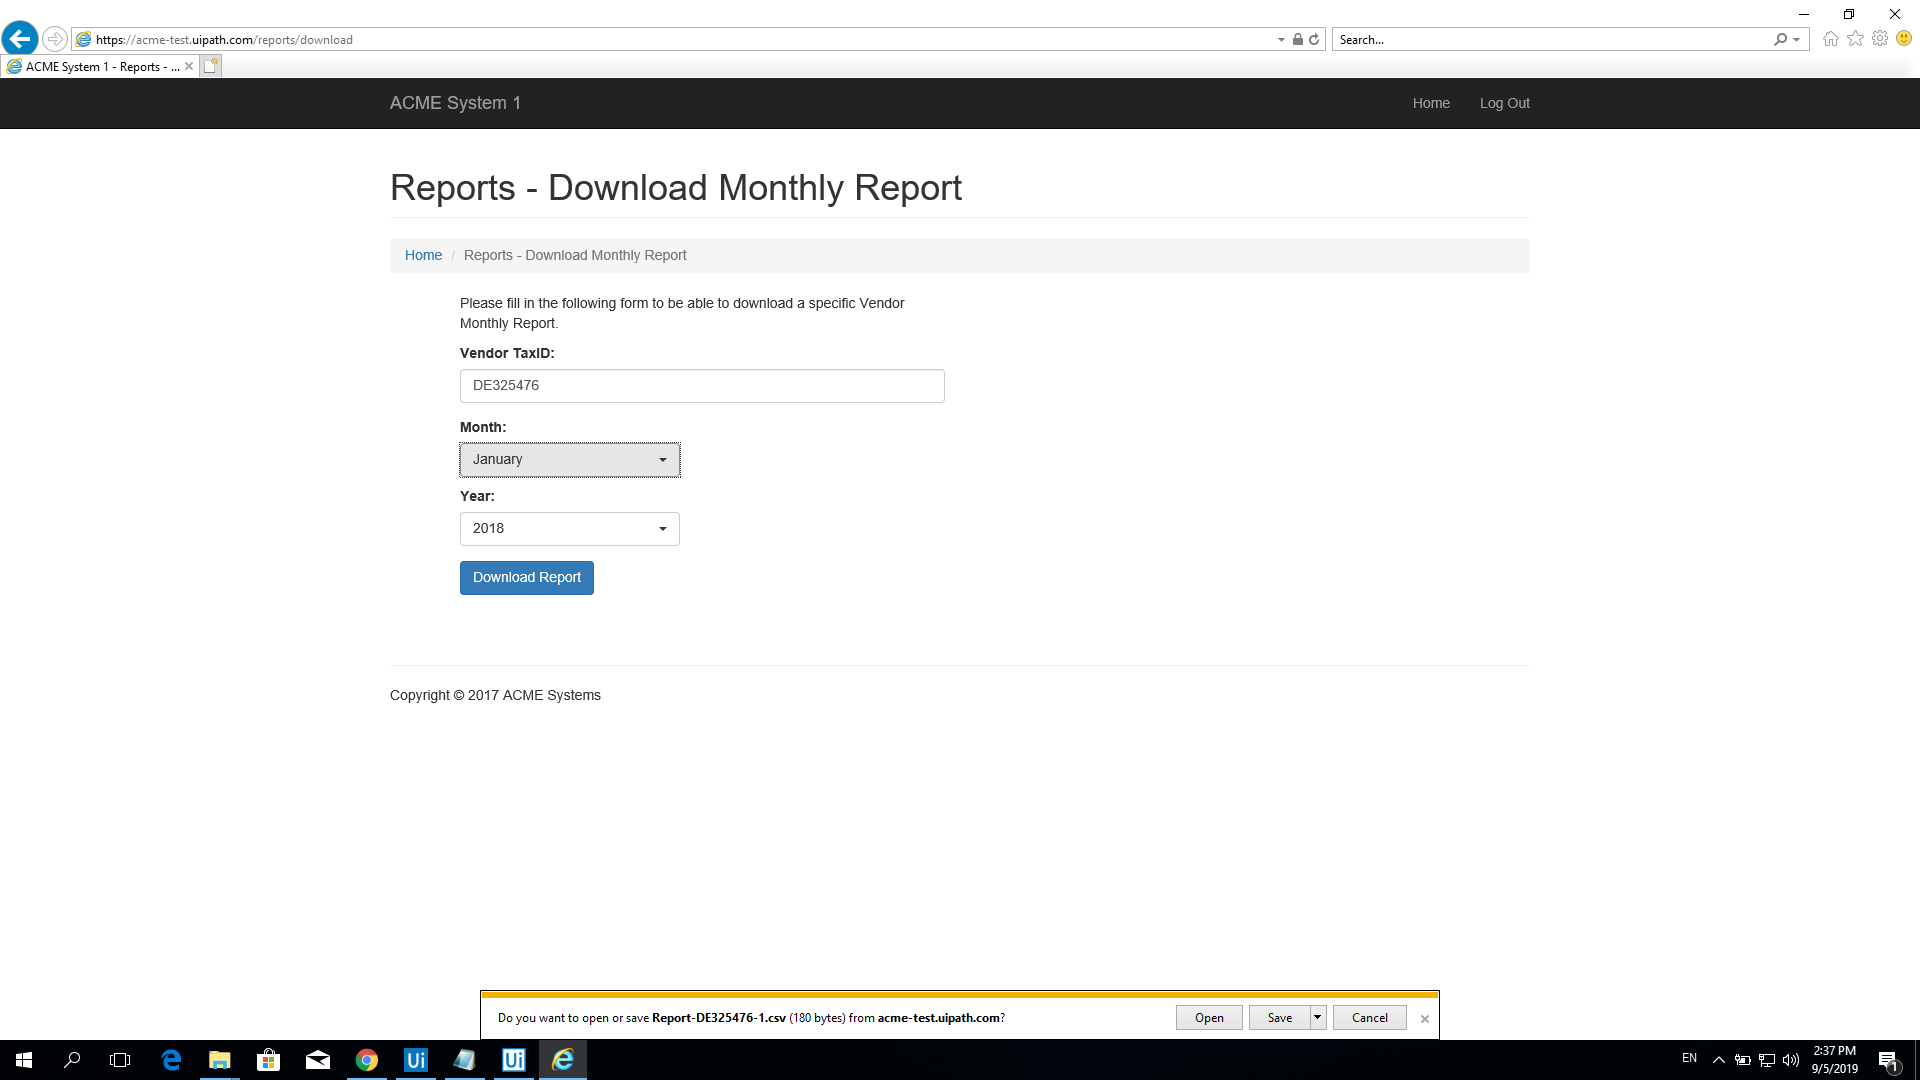 https://acme-test.uipath.com/reports/download
Search...
ACME System 1 - Reports - ...
ACME System 1
Home
Log Out
Reports - Download Monthly Report
Home / Reports - Download Monthly Report
Please fill in the following form to be able to download a specific Vendor
Monthly Report.
Vendor TaxID:
DE325476
Month:
January
Year:
2018
Download Report
Copyright © 2017 ACME Systems
Do you want to open or save Report-DE325476-1.csv (180 bytes) from acme-test.uipath.com?
Open
Save
Cancel
Ui
Ui
EN
2:37 PM
9/5/2019
1